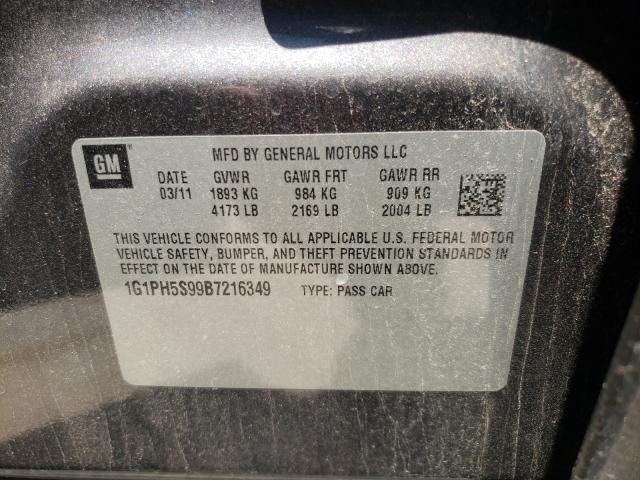 GM
MFD BY GENERAL MOTORS LLC
DATE GVWR GAWR FRT GAWR RR
03/11 1893 KG 984 KG 909 KG
4173 LB 2169 LB 2004 LB
THIS VEHICLE CONFORMS TO ALL APPLICABLE U.S. FEDERAL MOTOR
VEHICLE SAFETY, BUMPER, AND THEFT PREVENTION STANDARDS IN
EFFECT ON THE DATE OF MANUFACTURE SHOWN ABOVE.
1G1PH5S99B7216349 TYPE: PASS CAR